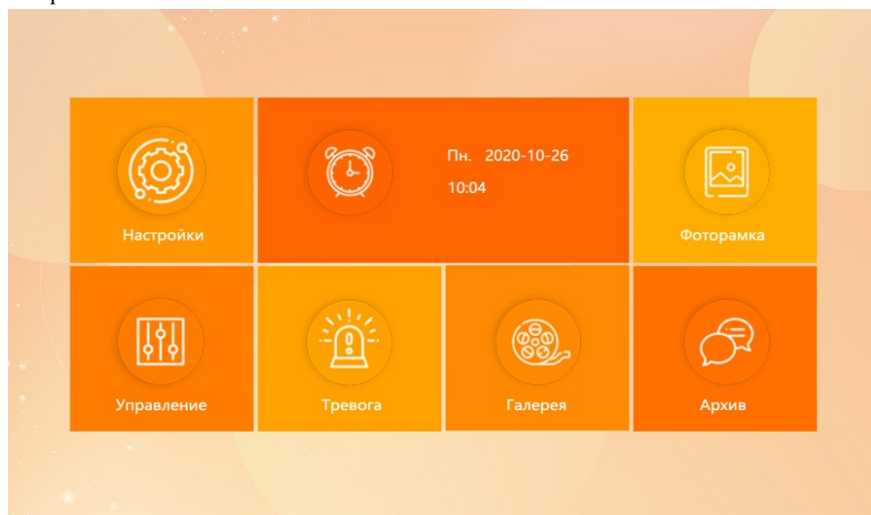 Пн. 2020-10-26
10:04
Настройки
Фоторамка
Управление
Тревога
Галерея
Архив